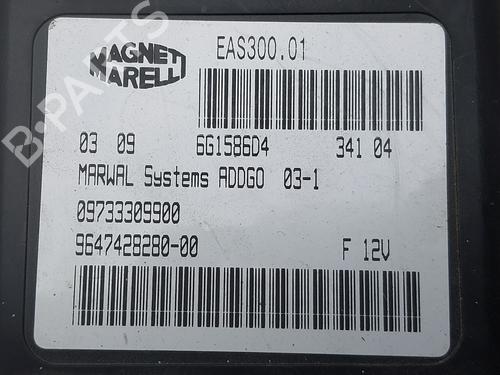 MAGNETI MARELLI
EAS300.01
03 09 6G1586D4 341 04
MARWAL Systems ADDGO 03-1
09733309900
9647428280-00 F 12V
B-PARTS